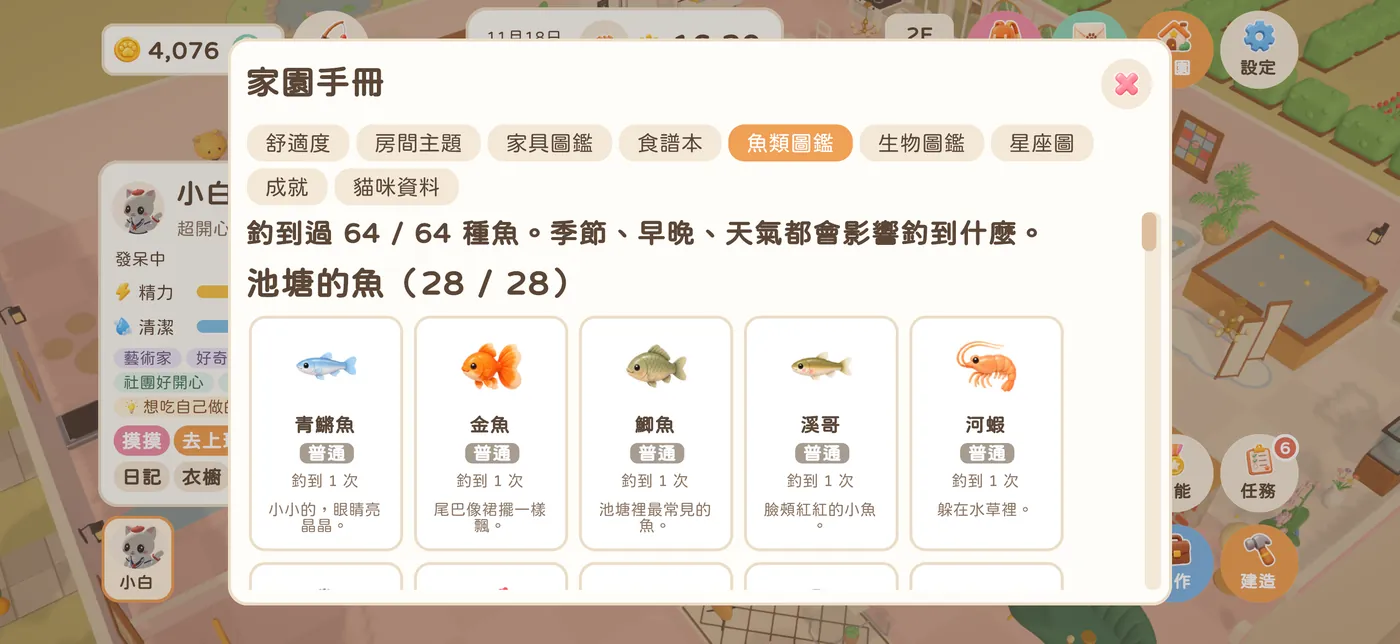 4,076
11月18日
2F
設定
家園手冊
舒適度
房間主題
家具圖鑑
食譜本
魚類圖鑑
生物圖鑑
星座圖
成就
貓咪資料
釣到過 64 / 64 種魚。季節、早晚、天氣都會影響釣到什麼。
池塘的魚（28 / 28）
青鱂魚
普通
釣到 1 次
小小的，眼睛亮
晶晶。
金魚
普通
釣到 1 次
尾巴像裙擺一樣
飄。
鯽魚
普通
釣到 1 次
池塘裡最常見的
魚。
溪哥
普通
釣到 1 次
臉頰紅紅的小魚
。
河蝦
普通
釣到 1 次
躲在水草裡。
小白
超開心
發呆中
精力
清潔
藝術家
好奇
社團好開心
想吃自己做
摸摸
去上
日記
衣櫥
小白
園
能
6
任務
作
建造